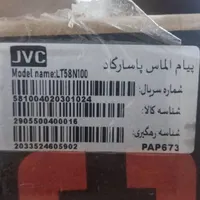 JVC
پیام الماس پاسارگاد
Model name:LT58N100
شماره سریال:
581004020301024
شناسه کالا:
2905500400016
شناسه رهگیری:
2033524605902
PAP673